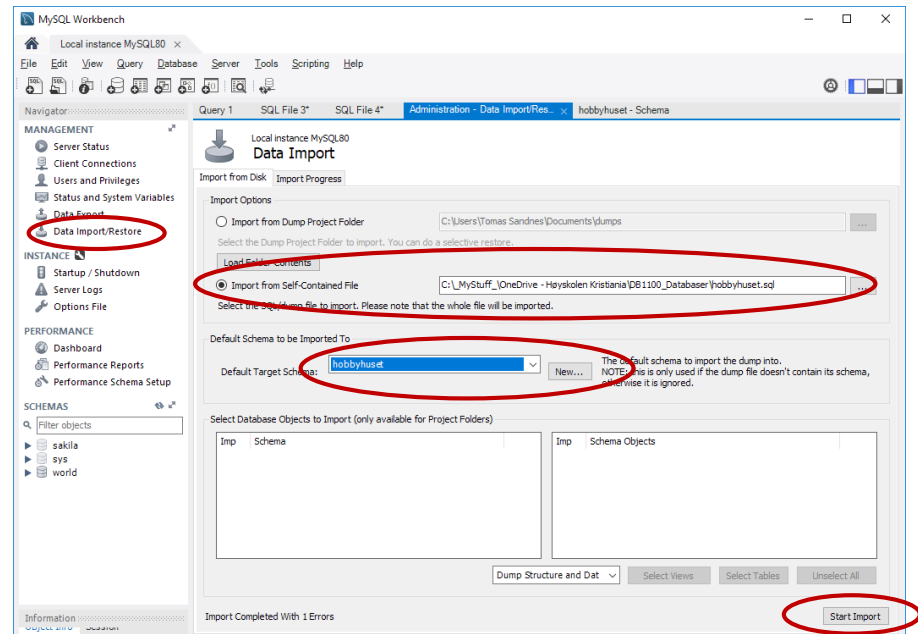 MySQL Workbench
Local instance MySQL80 ×
File Edit View Query Database Server Tools Scripting Help
Navigator
MANAGEMENT
Server Status
Client Connections
Users and Privileges
Status and System Variables
Data Export
Data Import/Restore
INSTANCE
Startup / Shutdown
Server Logs
Options File
PERFORMANCE
Dashboard
Performance Reports
Performance Schema Setup
SCHEMAS
Filter objects
sakila
sys
world
Information
Object Info Session
Query 1 SQL File 3* SQL File 4* Administration - Data Import/Res... × hobbyhuset - Schema
Local instance MySQL80
Data Import
Import from Disk Import Progress
Import Options
Import from Dump Project Folder C:\Users\Tomas Sandnes\Documents\dumps ...
Select the Dump Project Folder to import. You can do a selective restore.
Load Folder Contents
Import from Self-Contained File C:\_MyStuff_\OneDrive - Høyskolen Kristiania\DB1100_Databaser\hobbyhuset.sql ...
Select the SQL/dump file to import. Please note that the whole file will be imported.
Default Schema to be Imported To
Default Target Schema: hobbyhuset New...
The default schema to import the dump into.
NOTE: this is only used if the dump file doesn't contain its schema,
otherwise it is ignored.
Select Database Objects to Import (only available for Project Folders)
Imp Schema Imp Schema Objects
Dump Structure and Dat Select Views Select Tables Unselect All
Import Completed With 1 Errors Start Import